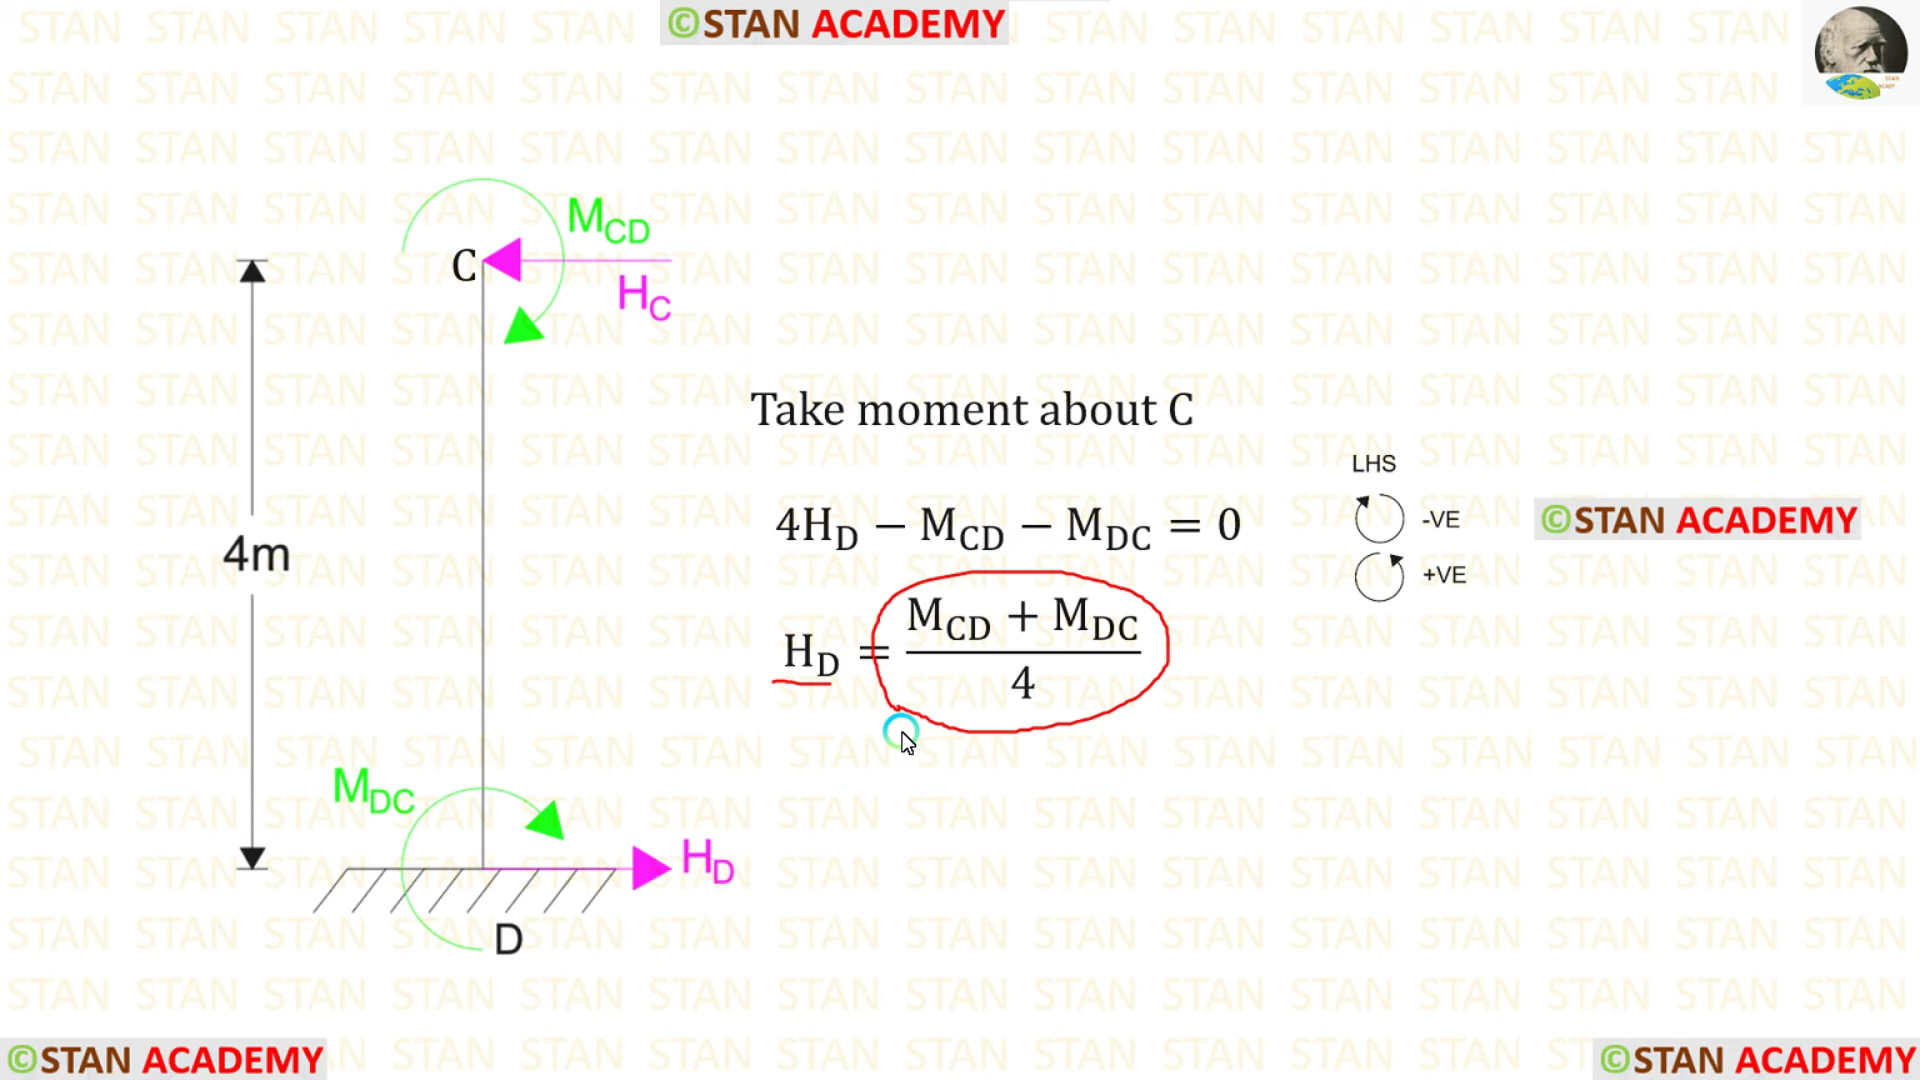 ©STAN ACADEMY
M_CD
C
H_C
Take moment about C
LHS
4H_D − M_CD − M_DC = 0
-VE
©STAN ACADEMY
4m
+VE
H_D = (M_CD + M_DC)/4
M_DC
H_D
D
©STAN ACADEMY
©STAN ACADEMY